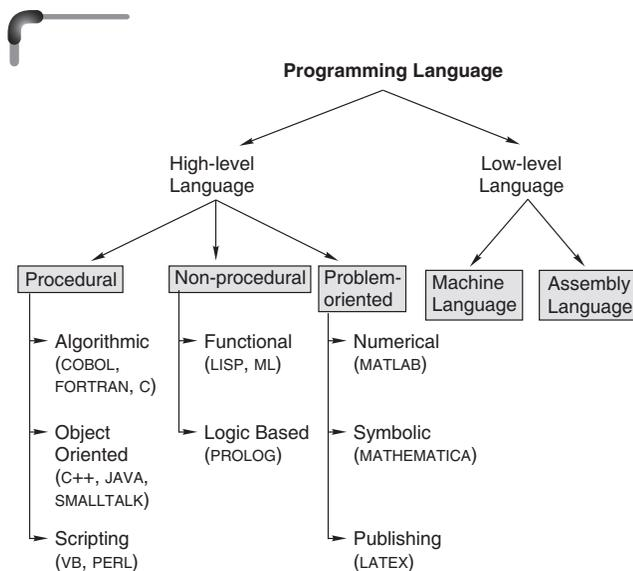 Programming Language
High-level
Language
Low-level
Language
Procedural
Non-procedural
Problem-
oriented
Machine
Language
Assembly
Language
Algorithmic
(COBOL,
FORTRAN, C)
Object
Oriented
(C++, JAVA,
SMALLTALK)
Scripting
(VB, PERL)
Functional
(LISP, ML)
Logic Based
(PROLOG)
Numerical
(MATLAB)
Symbolic
(MATHEMATICA)
Publishing
(LATEX)